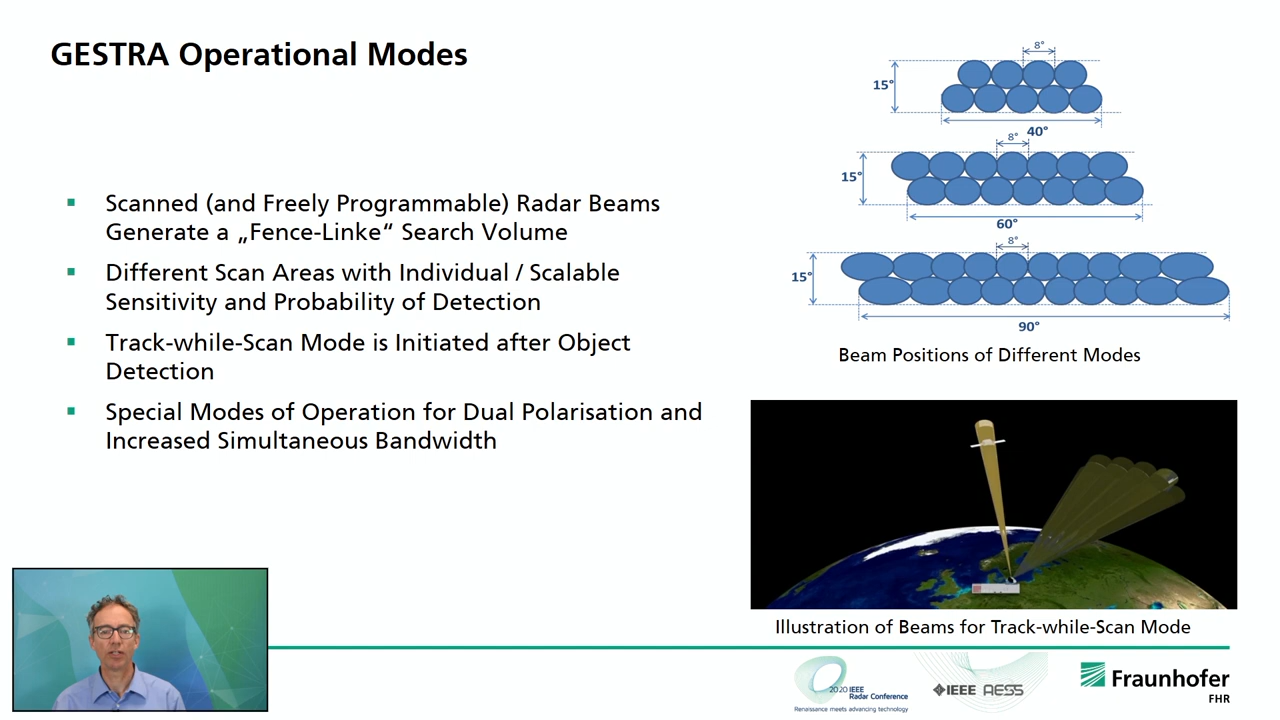 GESTRA Operational Modes
▪ Scanned (and Freely Programmable) Radar Beams
Generate a „Fence-Linke“ Search Volume
▪ Different Scan Areas with Individual / Scalable
Sensitivity and Probability of Detection
▪ Track-while-Scan Mode is Initiated after Object
Detection
▪ Special Modes of Operation for Dual Polarisation and
Increased Simultaneous Bandwidth
8°
15°
40°
8°
15°
60°
8°
15°
90°
Beam Positions of Different Modes
Illustration of Beams for Track-while-Scan Mode
2020 IEEE
Radar Conference
Renaissance meets advancing technology
IEEE AESS
Fraunhofer
FHR